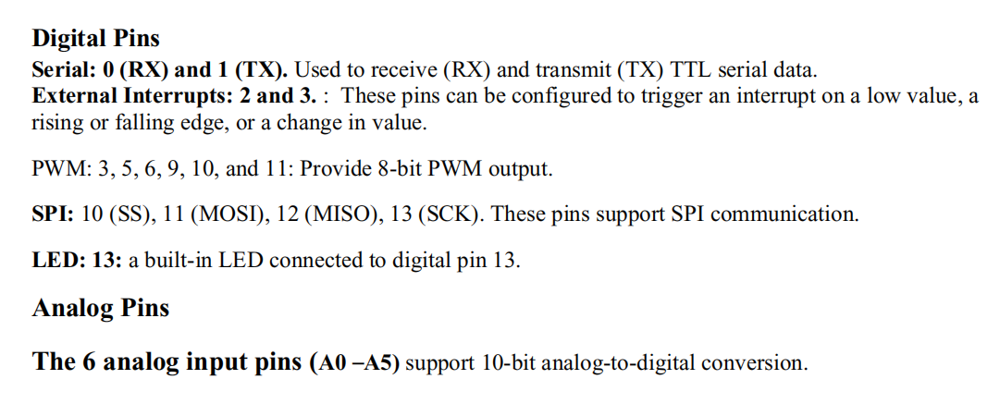 Digital Pins
Serial: 0 (RX) and 1 (TX). Used to receive (RX) and transmit (TX) TTL serial data.
External Interrupts: 2 and 3. :  These pins can be configured to trigger an interrupt on a low value, a
rising or falling edge, or a change in value.
PWM: 3, 5, 6, 9, 10, and 11: Provide 8-bit PWM output.
SPI: 10 (SS), 11 (MOSI), 12 (MISO), 13 (SCK). These pins support SPI communication.
LED: 13: a built-in LED connected to digital pin 13.
Analog Pins
The 6 analog input pins (A0 –A5) support 10-bit analog-to-digital conversion.